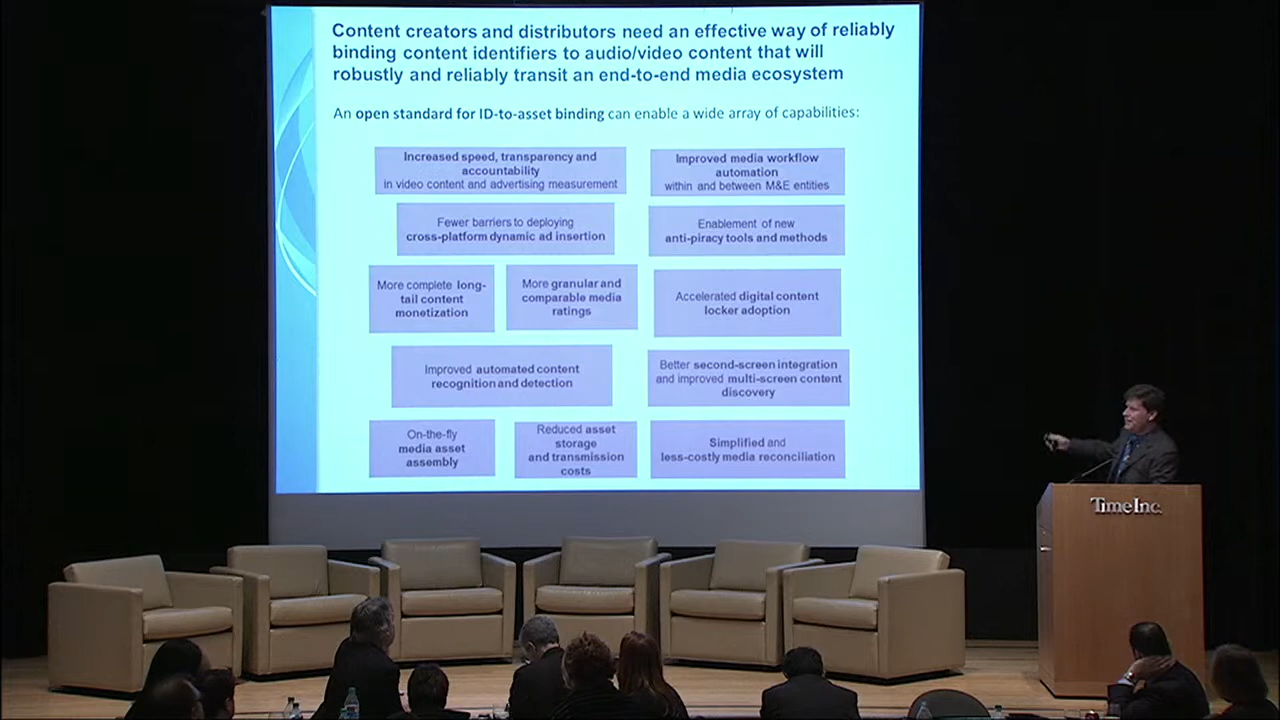 Content creators and distributors need an effective way of reliably
binding content identifiers to audio/video content that will
robustly and reliably transit an end-to-end media ecosystem
An open standard for ID-to-asset binding can enable a wide array of capabilities:
Increased speed, transparency and
accountability
in video content and advertising measurement
Improved media workflow
automation
within and between M&E entities
Fewer barriers to deploying
cross-platform dynamic ad insertion
Enablement of new
anti-piracy tools and methods
More complete long-
tail content
monetization
More granular and
comparable media
ratings
Accelerated digital content
locker adoption
Improved automated content
recognition and detection
Better second-screen integration
and improved multi-screen content
discovery
On-the-fly
media asset
assembly
Reduced asset
storage
and transmission
costs
Simplified and
less-costly media reconciliation
TimeInc.